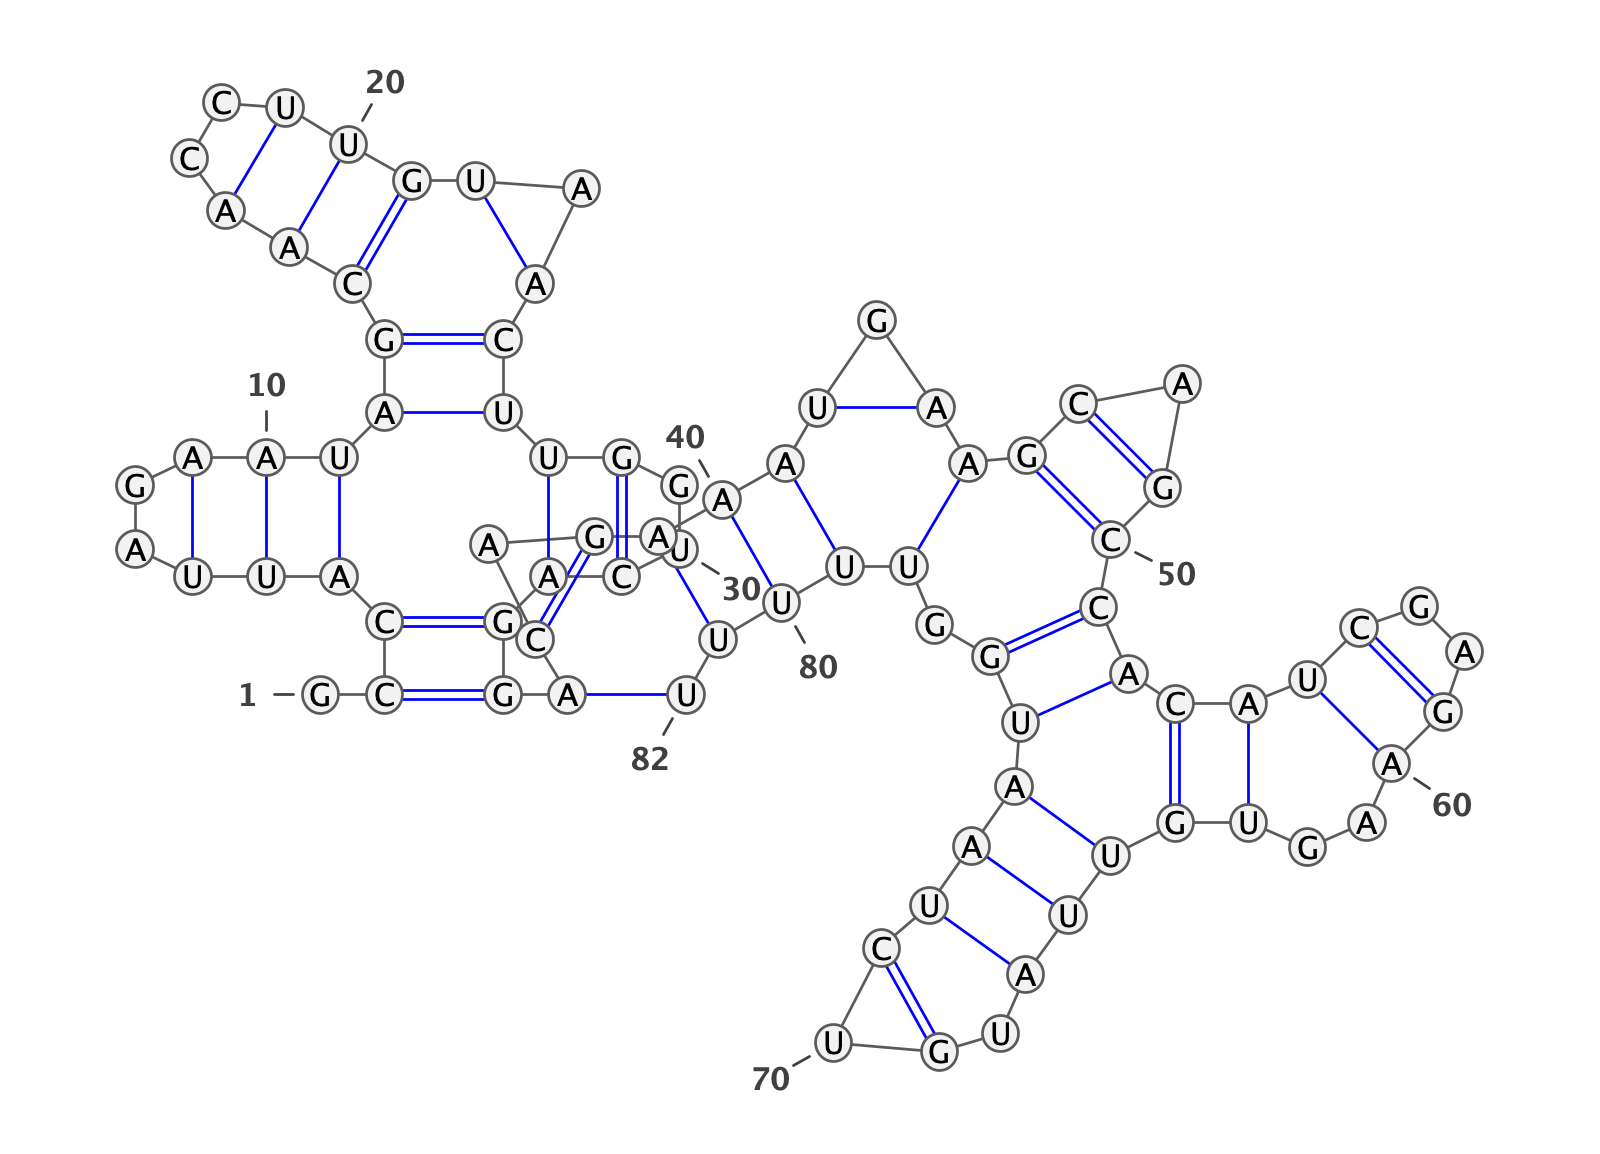 20
C U
U
C G U A
A
A
C A
G
G C
10 A
A U U A C
40
A A U U G A A G
G G G
A
A G A C
A U
U U A A C U U 50
30
U C G
C G G C
C U G A
80 A
A U
1 G C G A U C A G
U
82
A A
60
A G U A
A U G
U U
C
A
U
U G
70